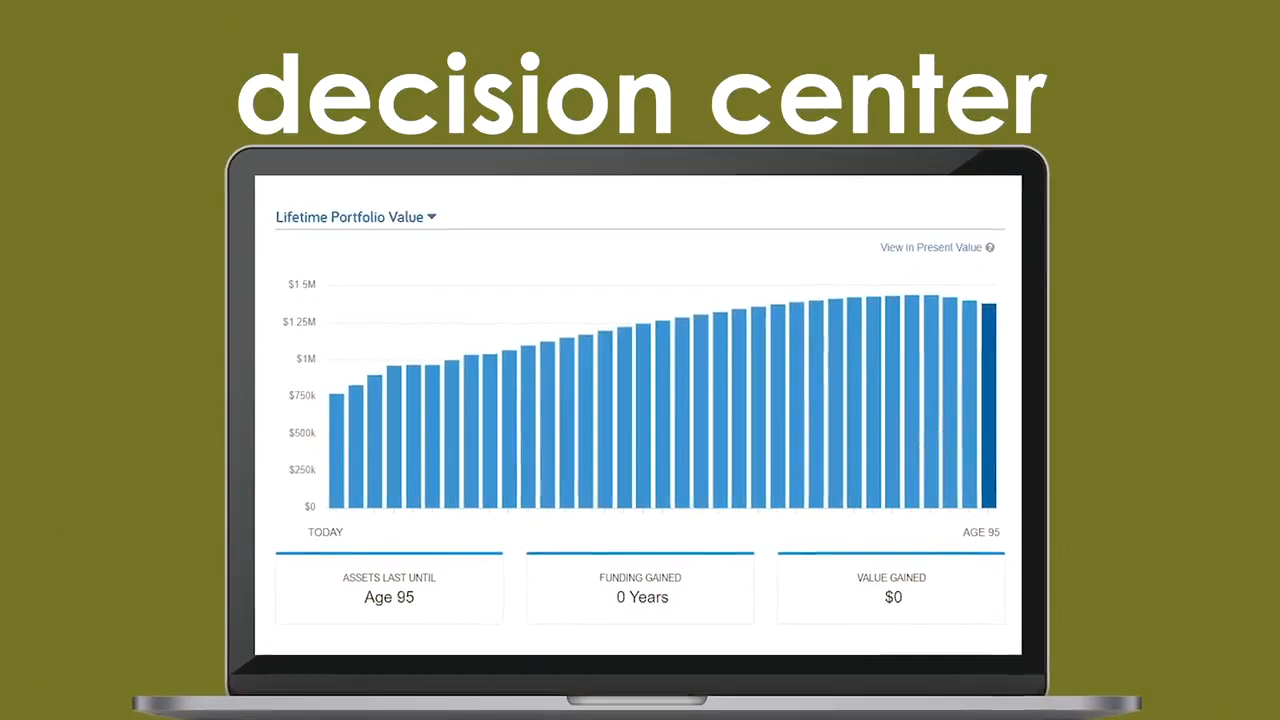 decision center
Lifetime Portfolio Value
View in Present Value ?
$1.5M
$1.25M
$1M
$750k
$500k
$250k
$0
TODAY AGE 95
ASSETS LAST UNTIL FUNDING GAINED VALUE GAINED
Age 95 0 Years $0